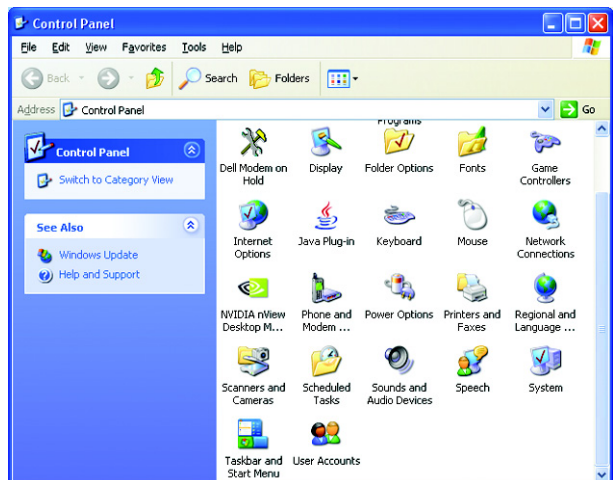 Control Panel
File Edit View Favorites Tools Help
Back Search Folders
Address Control Panel Go
Control Panel
Switch to Category View
See Also
Windows Update
Help and Support
Programs
Dell Modem on Hold
Display
Folder Options
Fonts
Game Controllers
Internet Options
Java Plug-in
Keyboard
Mouse
Network Connections
NVIDIA nView Desktop M...
Phone and Modem ...
Power Options
Printers and Faxes
Regional and Language ...
Scanners and Cameras
Scheduled Tasks
Sounds and Audio Devices
Speech
System
Taskbar and Start Menu
User Accounts